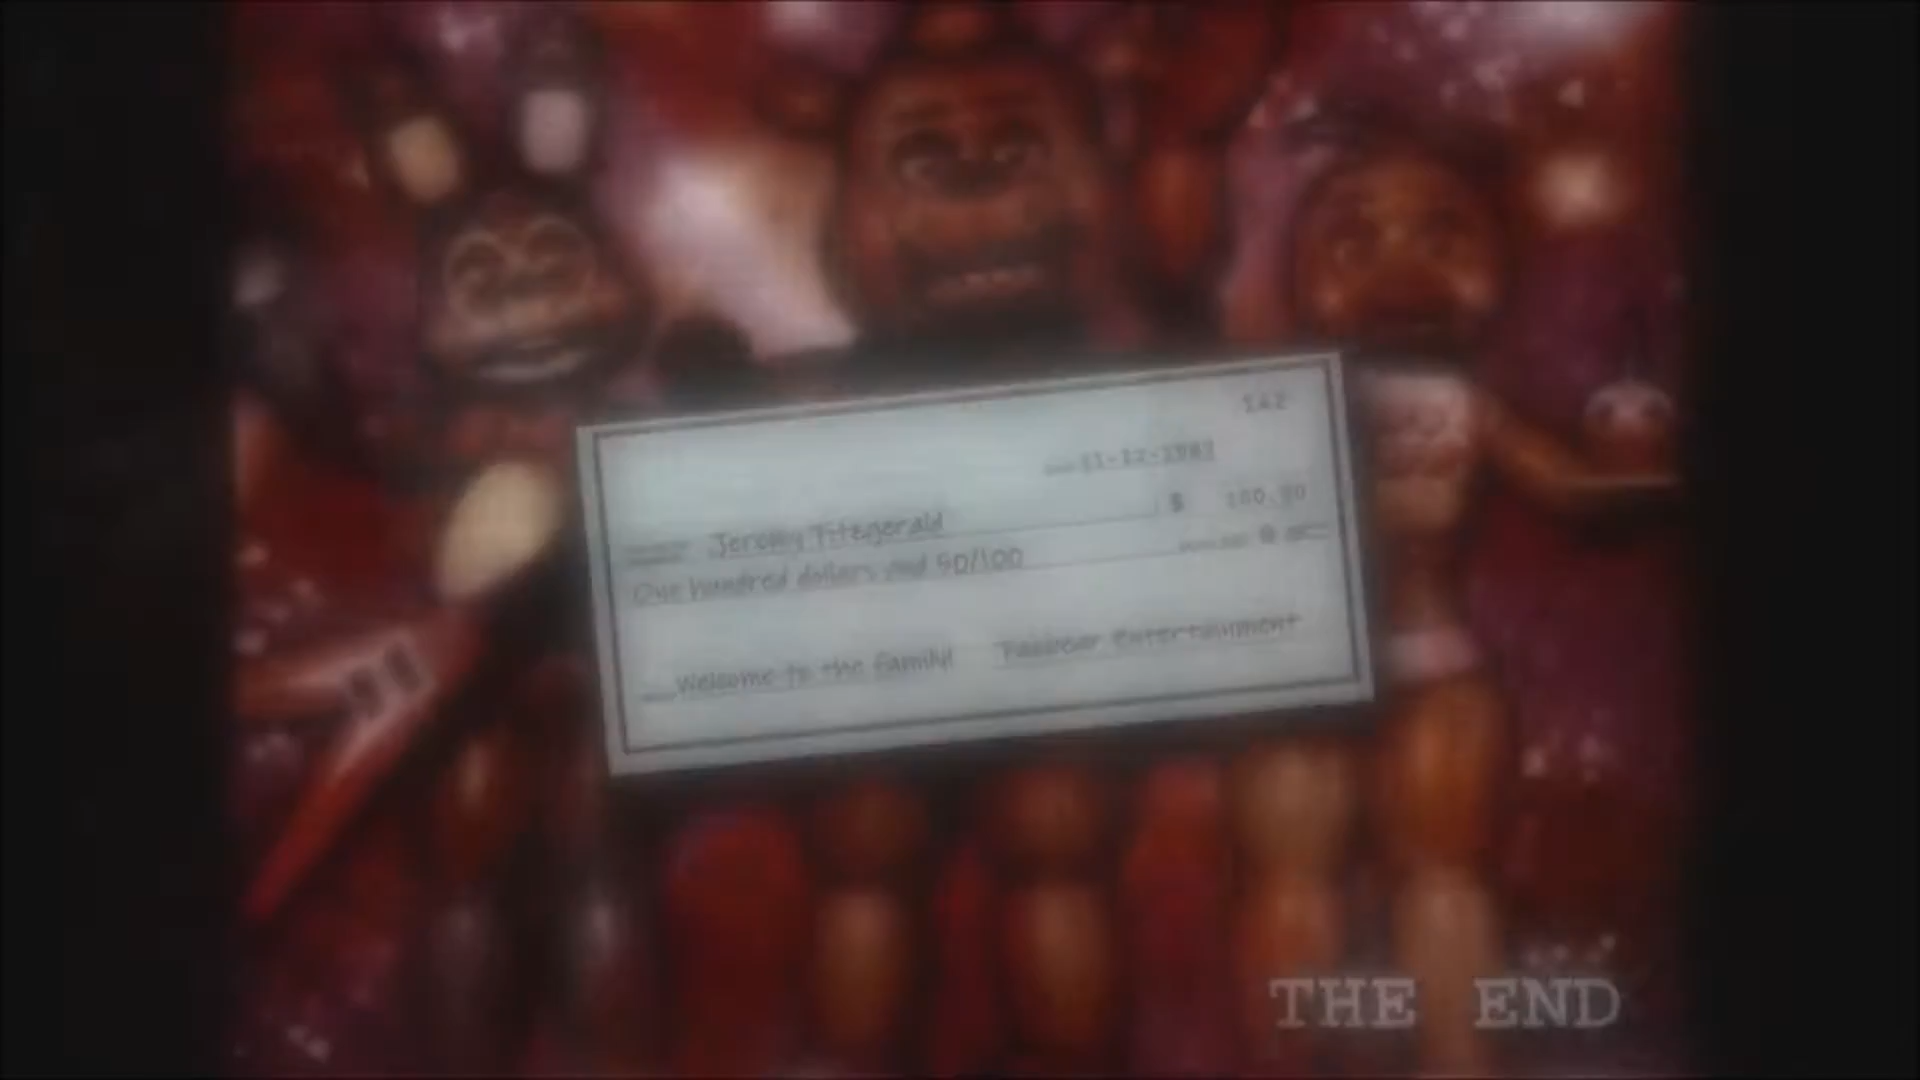 142
11-12-1987
Jeremy Fitzgerald
$ 100.50
One hundred dollars and 50/100
Welcome to the family!
Fazbear Entertainment
THE END